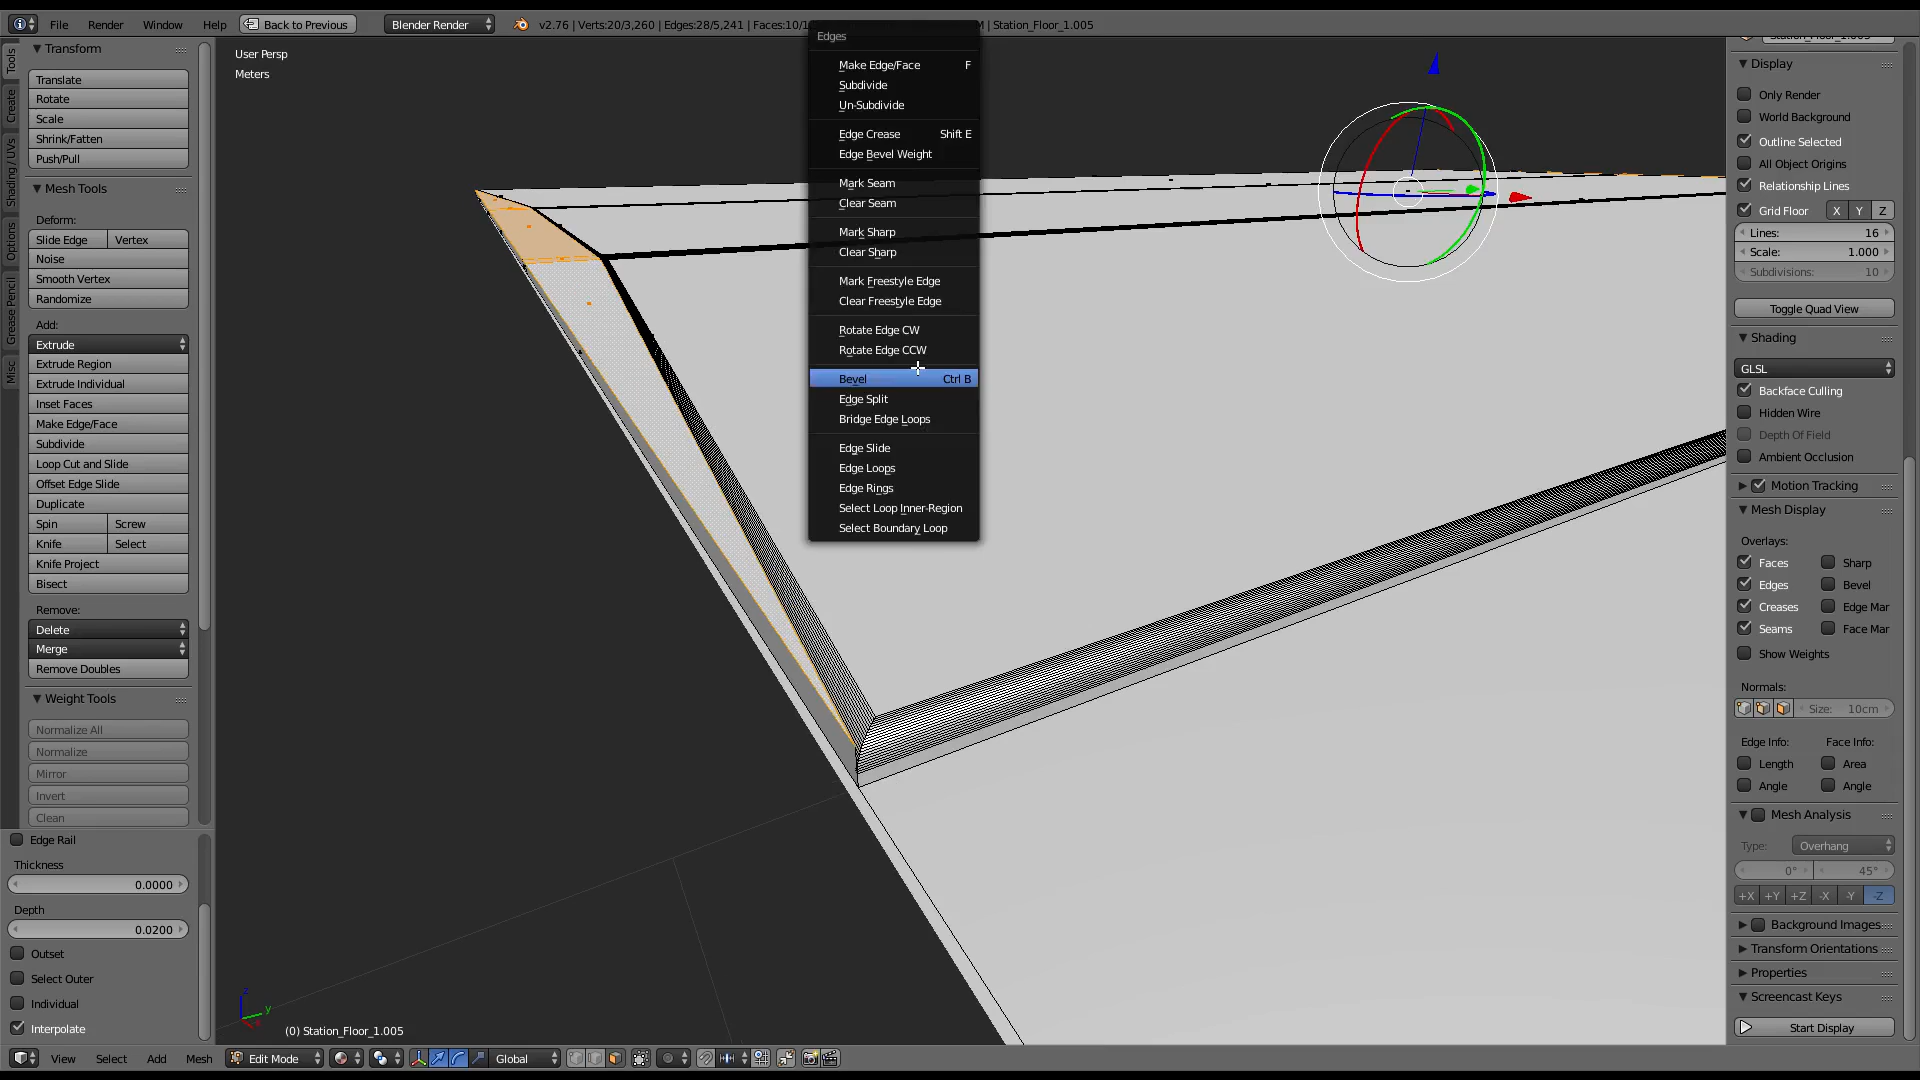 File Render Window Help Back to Previous Blender Render v2.76 | Verts:20/3,260 | Edges:28/5,241 | Faces:10/1 | Station_Floor_1.005
Tools
Create
Shading / UVs
Options
Grease Pencil
Misc
Transform
Translate
Rotate
Scale
Shrink/Fatten
Push/Pull
Mesh Tools
Deform:
Slide Edge Vertex
Noise
Smooth Vertex
Randomize
Add:
Extrude
Extrude Region
Extrude Individual
Inset Faces
Make Edge/Face
Subdivide
Loop Cut and Slide
Offset Edge Slide
Duplicate
Spin Screw
Knife Select
Knife Project
Bisect
Remove:
Delete
Merge
Remove Doubles
Weight Tools
Normalize All
Normalize
Mirror
Invert
Clean
Edge Rail
Thickness
0.0000
Depth
0.0200
Outset
Select Outer
Individual
Interpolate
User Persp
Meters
Edges
Make Edge/Face F
Subdivide
Un-Subdivide
Edge Crease Shift E
Edge Bevel Weight
Mark Seam
Clear Seam
Mark Sharp
Clear Sharp
Mark Freestyle Edge
Clear Freestyle Edge
Rotate Edge CW
Rotate Edge CCW
Bevel Ctrl B
Edge Split
Bridge Edge Loops
Edge Slide
Edge Loops
Edge Rings
Select Loop Inner-Region
Select Boundary Loop
z
y
(0) Station_Floor_1.005
Station_Floor_1.005
Display
Only Render
World Background
Outline Selected
All Object Origins
Relationship Lines
Grid Floor X Y Z
Lines: 16
Scale: 1.000
Subdivisions: 10
Toggle Quad View
Shading
GLSL
Backface Culling
Hidden Wire
Depth Of Field
Ambient Occlusion
Motion Tracking
Mesh Display
Overlays:
Faces Sharp
Edges Bevel
Creases Edge Mar
Seams Face Mar
Show Weights
Normals:
Size: 10cm
Edge Info: Face Info:
Length Area
Angle Angle
Mesh Analysis
Type: Overhang
0° 45°
+X +Y +Z -X -Y -Z
Background Images
Transform Orientations
Properties
Screencast Keys
Start Display
View Select Add Mesh Edit Mode Global